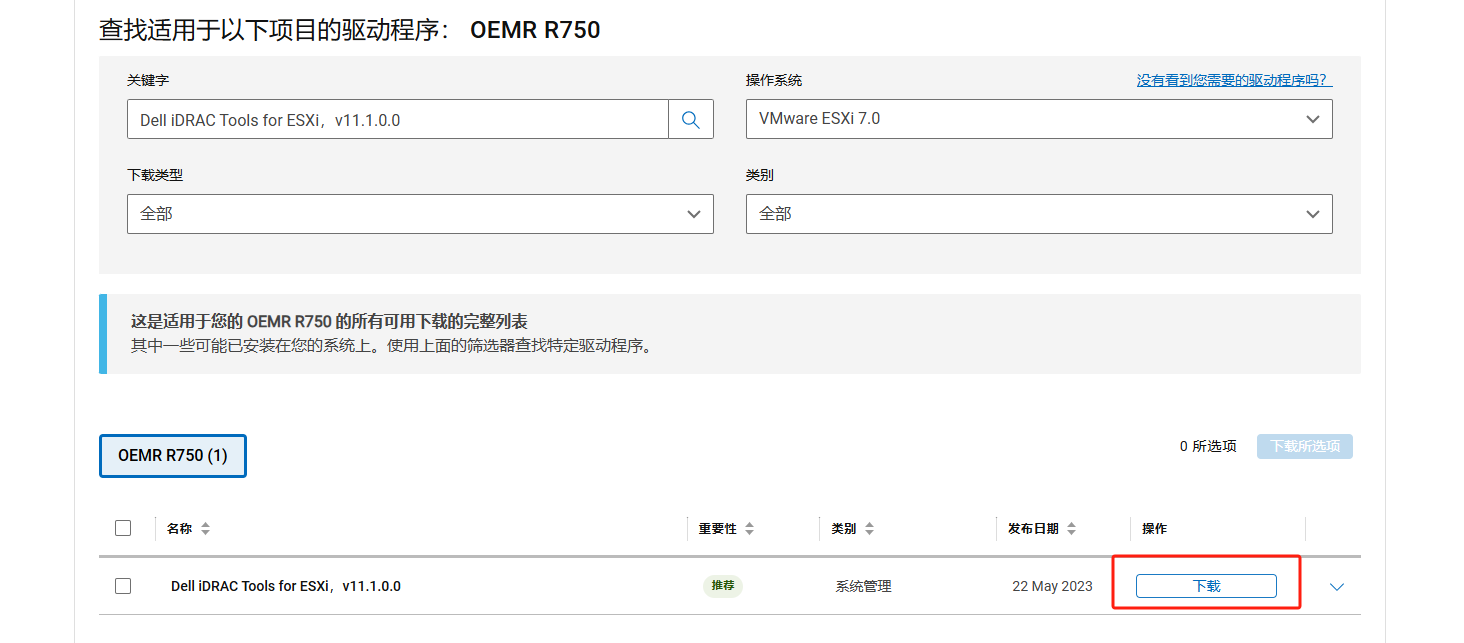 查找适用于以下项目的驱动程序： OEMR R750
关键字
操作系统
没有看到您需要的驱动程序吗？
Dell iDRAC Tools for ESXi，v11.1.0.0
VMware ESXi 7.0
下载类型
类别
全部
全部
这是适用于您的 OEMR R750 的所有可用下载的完整列表
其中一些可能已安装在您的系统上。使用上面的筛选器查找特定驱动程序。
OEMR R750 (1)
0 所选项
下载所选项
名称 重要性 类别 发布日期 操作
Dell iDRAC Tools for ESXi，v11.1.0.0 推荐 系统管理 22 May 2023 下载